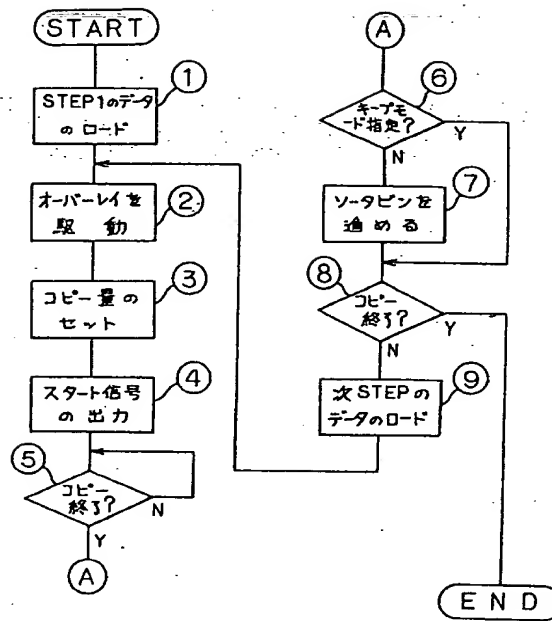 START
①
STEP1のデータ
のロード
オーバーレイを
駆動
②
コピー量の
セット
③
スタート信号
の出力
④
⑤
コピー
終了?
N
Y
A
A
⑥
キープモ
ード指定?
Y
N
ソータビンを
進める
⑦
⑧
コピー
終了?
Y
N
次STEPの
データのロード
⑨
END